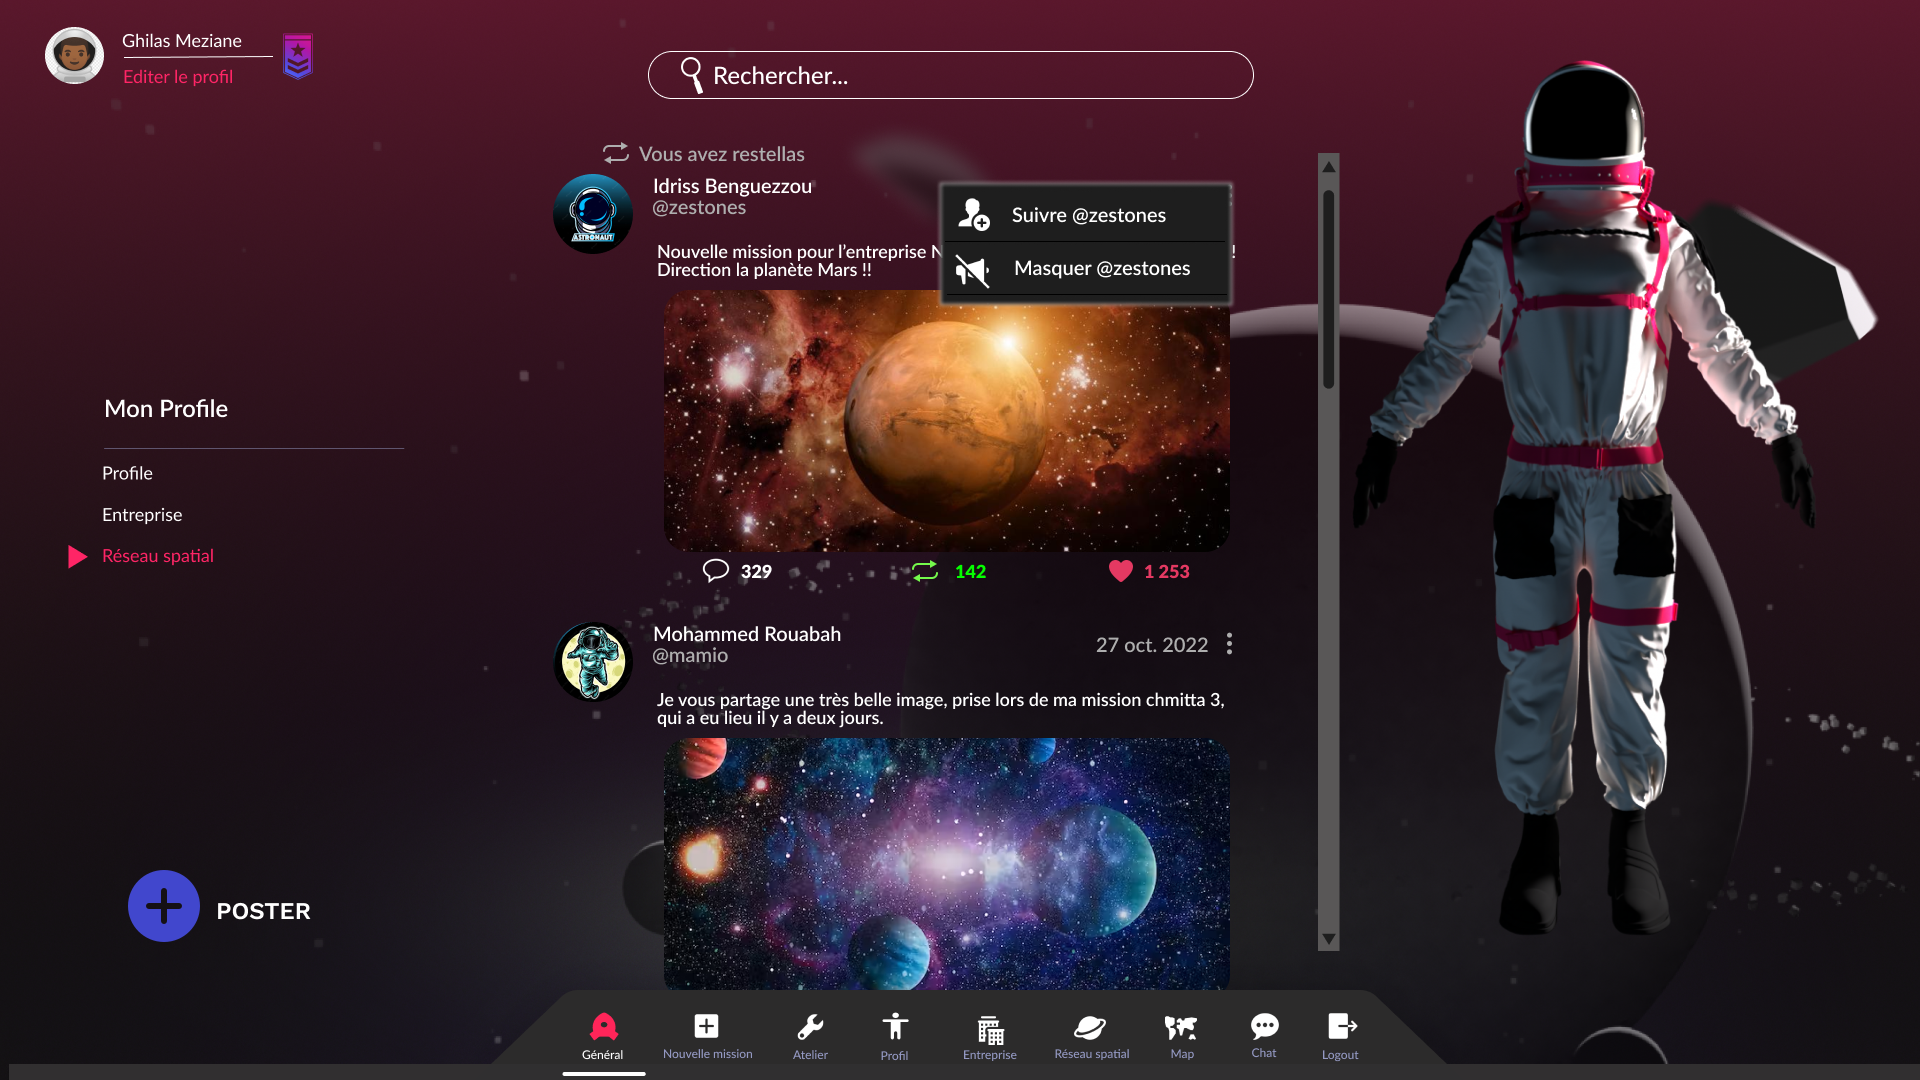 Ghilas Meziane
Editer le profil
Rechercher...
Vous avez restellas
Idriss Benguezzou
@zestones
Suivre @zestones
Masquer @zestones
Nouvelle mission pour l'entreprise N !
Direction la planète Mars !!
ASTRONAUT
329
142
1 253
Mon Profile
Profile
Entreprise
Réseau spatial
Mohammed Rouabah
@mamio
27 oct. 2022
Je vous partage une très belle image, prise lors de ma mission chmitta 3,
qui a eu lieu il y a deux jours.
POSTER
Général
Nouvelle mission
Atelier
Profil
Entreprise
Réseau spatial
Map
Chat
Logout